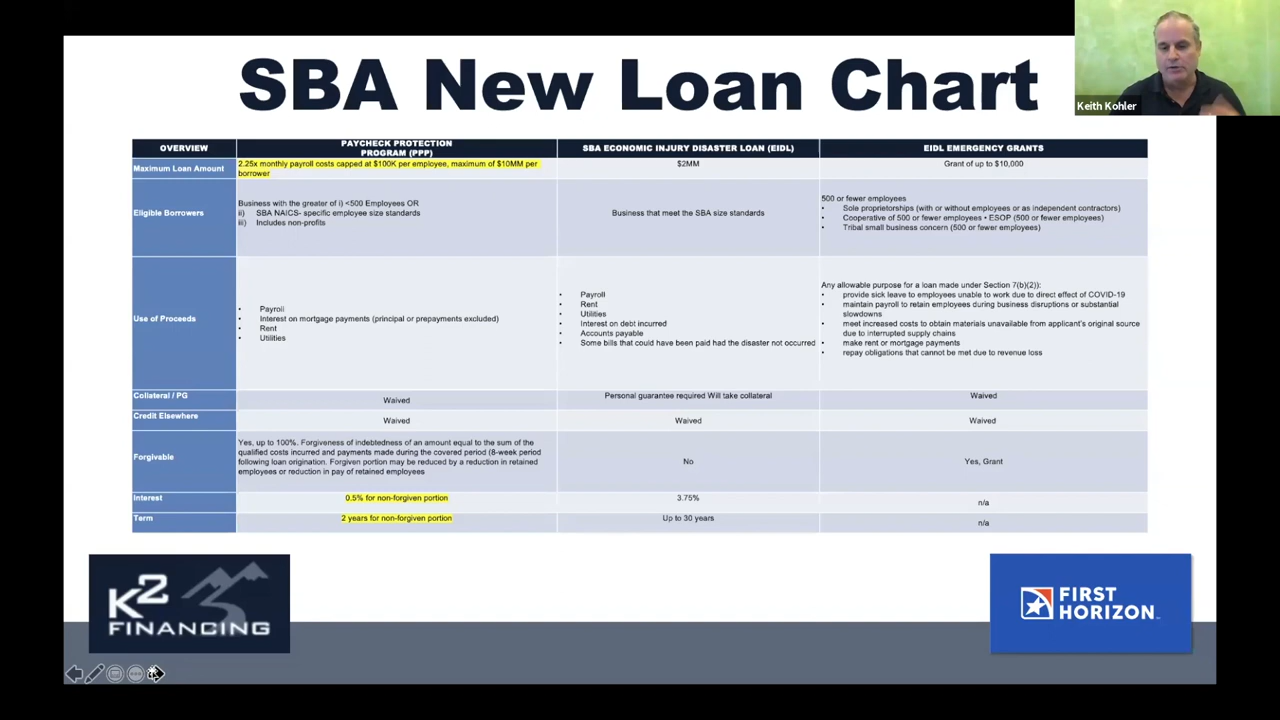 SBA New Loan Chart
Keith Kohler
OVERVIEW
PAYCHECK PROTECTION
PROGRAM (PPP)
SBA ECONOMIC INJURY DISASTER LOAN (EIDL)
EIDL EMERGENCY GRANTS
Maximum Loan Amount
2.25x monthly payroll costs capped at $100K per employee, maximum of $10MM per
borrower
$2MM
Grant of up to $10,000
Eligible Borrowers
Business with the greater of i) <500 Employees OR
ii) SBA NAICS- specific employee size standards
iii) Includes non-profits
Business that meet the SBA size standards
500 or fewer employees
• Sole proprietorships (with or without employees or as independent contractors)
• Cooperative of 500 or fewer employees • ESOP (500 or fewer employees)
• Tribal small business concern (500 or fewer employees)
Use of Proceeds
• Payroll
• Interest on mortgage payments (principal or prepayments excluded)
• Rent
• Utilities
• Payroll
• Rent
• Utilities
• Interest on debt incurred
• Accounts payable
• Some bills that could have been paid had the disaster not occurred
Any allowable purpose for a loan made under Section 7(b)(2)):
• provide sick leave to employees unable to work due to direct effect of COVID-19
• maintain payroll to retain employees during business disruptions or substantial
slowdowns
• meet increased costs to obtain materials unavailable from applicant's original source
due to interrupted supply chains
• make rent or mortgage payments
• repay obligations that cannot be met due to revenue loss
Collateral / PG
Waived
Personal guarantee required Will take collateral
Waived
Credit Elsewhere
Waived
Waived
Waived
Forgivable
Yes, up to 100%. Forgiveness of indebtedness of an amount equal to the sum of the
qualified costs incurred and payments made during the covered period (8-week period
following loan origination. Forgiven portion may be reduced by a reduction in retained
employees or reduction in pay of retained employees
No
Yes, Grant
Interest
0.5% for non-forgiven portion
3.75%
n/a
Term
2 years for non-forgiven portion
Up to 30 years
n/a
K2
FINANCING
FIRST
HORIZON